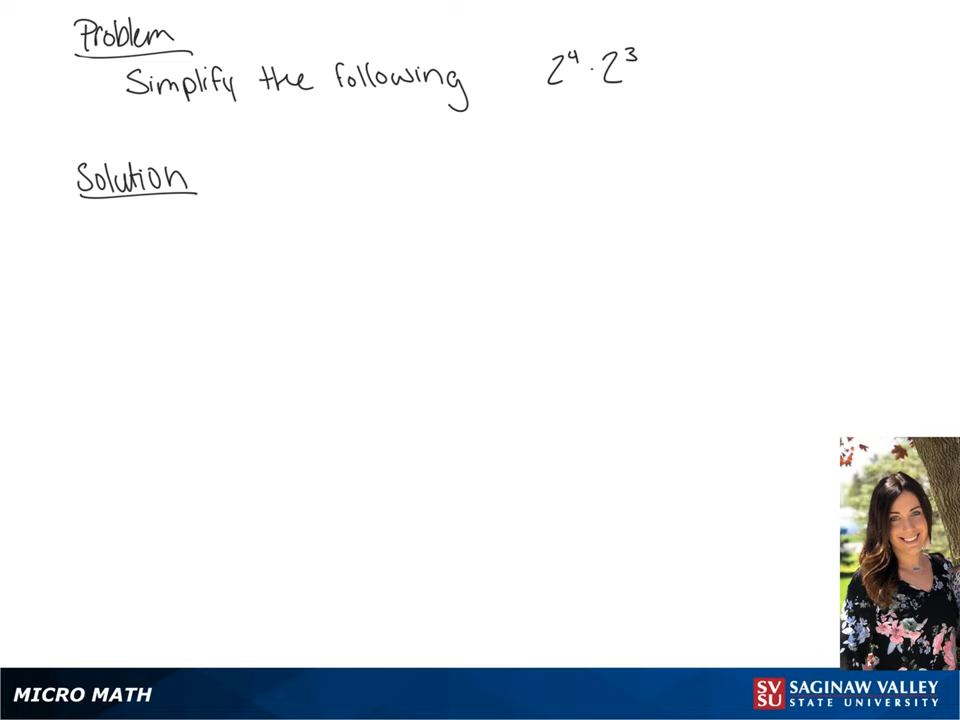 Problem
Simplify the following 2⁴ · 2³
Solution
MICRO MATH
SV
SU
SAGINAW VALLEY
STATE UNIVERSITY